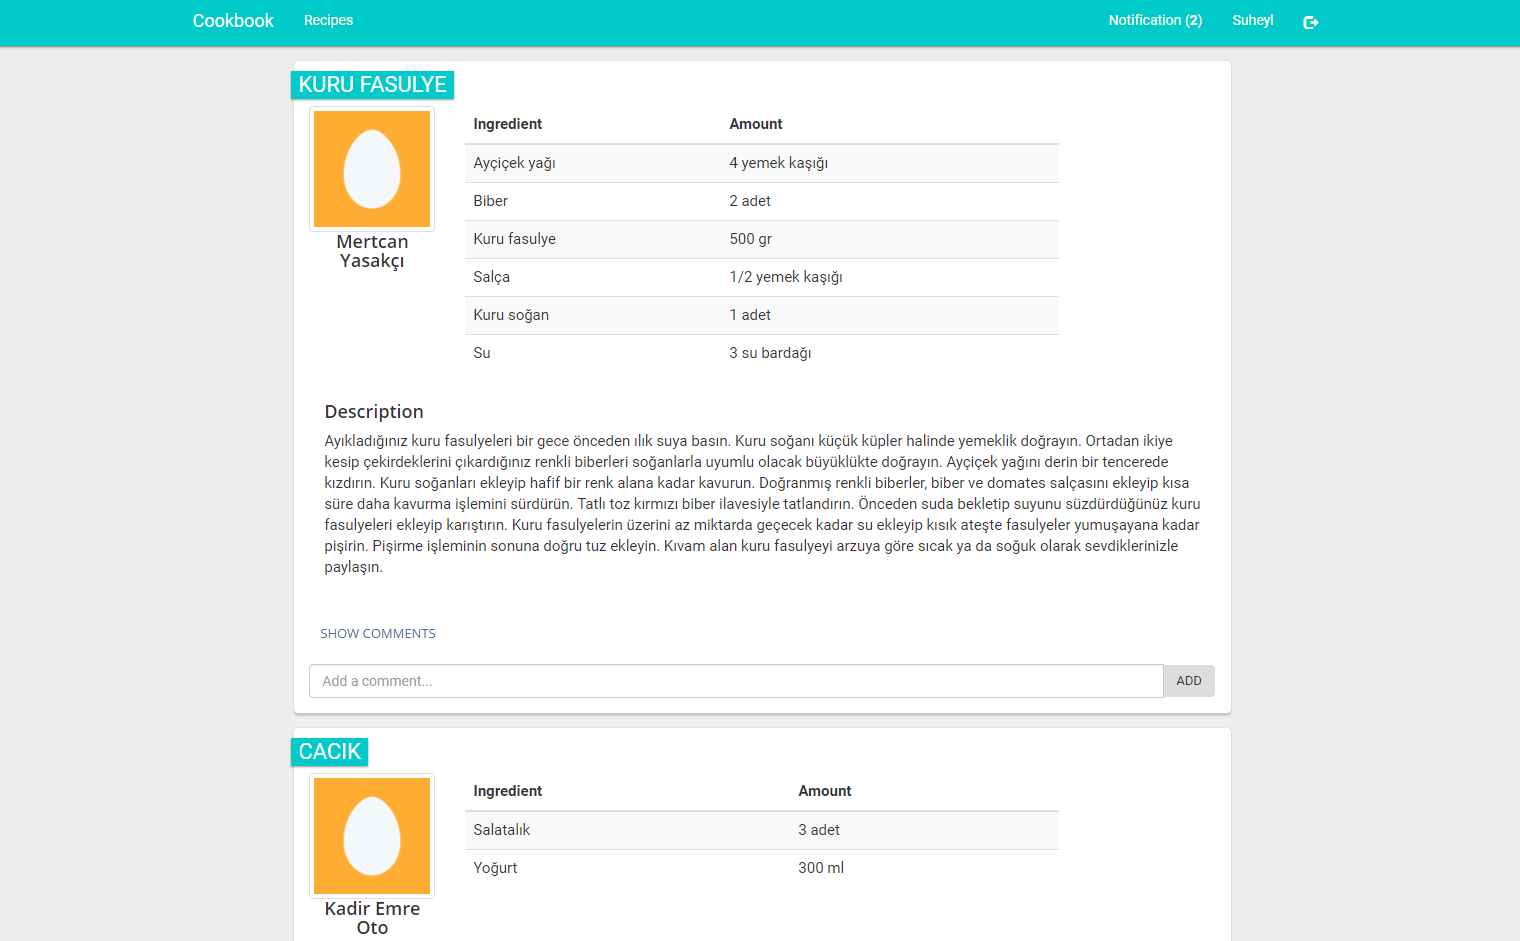 Cookbook Recipes Notification (2) Suheyl
KURU FASULYE
Mertcan
Yasakçı
Ingredient Amount
Ayçiçek yağı 4 yemek kaşığı
Biber 2 adet
Kuru fasulye 500 gr
Salça 1/2 yemek kaşığı
Kuru soğan 1 adet
Su 3 su bardağı
Description
Ayıkladığınız kuru fasulyeleri bir gece önceden ılık suya basın. Kuru soğanı küçük küpler halinde yemeklik doğrayın. Ortadan ikiye
kesip çekirdeklerini çıkardığınız renkli biberleri soğanlarla uyumlu olacak büyüklükte doğrayın. Ayçiçek yağını derin bir tencerede
kızdırın. Kuru soğanları ekleyip hafif bir renk alana kadar kavurun. Doğranmış renkli biberler, biber ve domates salçasını ekleyip kısa
süre daha kavurma işlemini sürdürün. Tatlı toz kırmızı biber ilavesiyle tatlandırın. Önceden suda bekletip suyunu süzdürdüğünüz kuru
fasulyeleri ekleyip karıştırın. Kuru fasulyelerin üzerini az miktarda geçecek kadar su ekleyip kısık ateşte fasulyeler yumuşayana kadar
pişirin. Pişirme işleminin sonuna doğru tuz ekleyin. Kıvam alan kuru fasulyeyi arzuya göre sıcak ya da soğuk olarak sevdiklerinizle
paylaşın.
SHOW COMMENTS
Add a comment... ADD
CACIK
Kadir Emre
Oto
Ingredient Amount
Salatalık 3 adet
Yoğurt 300 ml